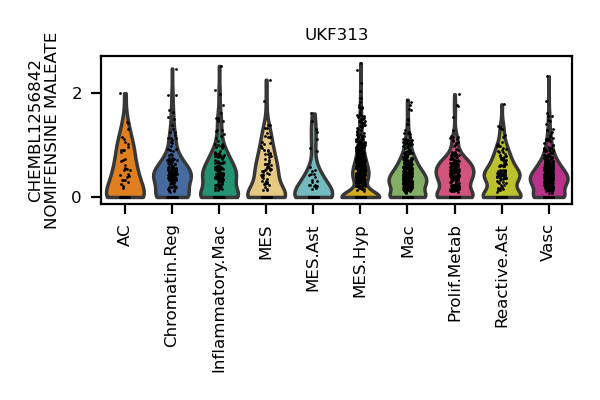 UKF313
CHEMBL1256842
NOMIFENSINE MALEATE
2
0
AC
Chromatin.Reg
Inflammatory.Mac
MES
MES.Ast
MES.Hyp
Mac
Prolif.Metab
Reactive.Ast
Vasc